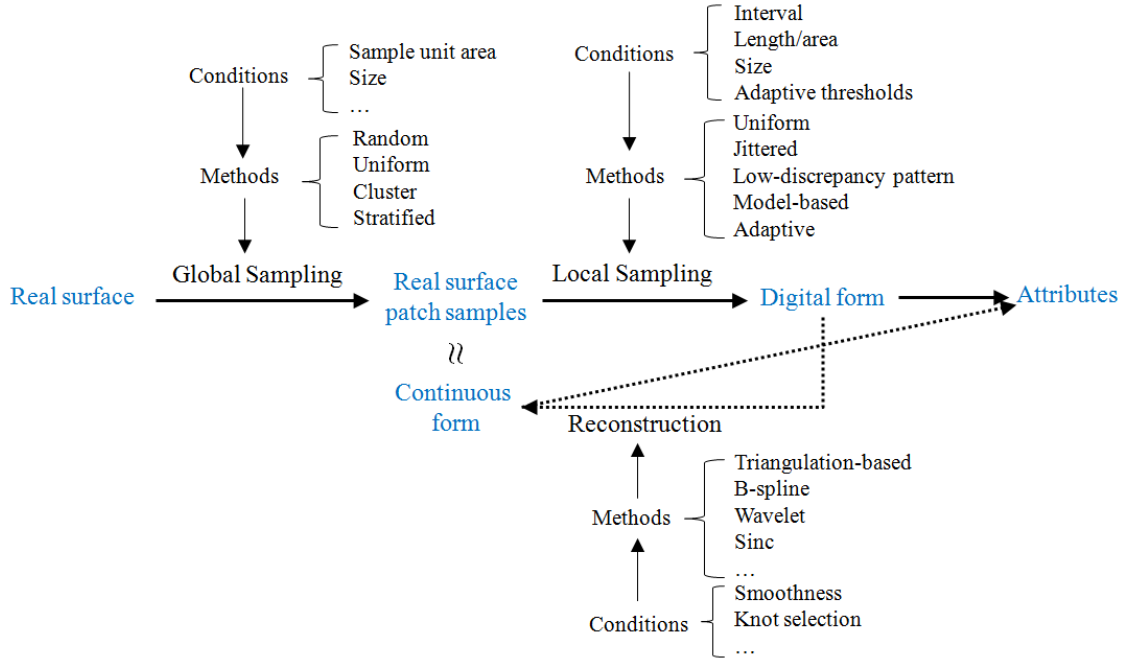 Conditions
Sample unit area
Size
…
Methods
Random
Uniform
Cluster
Stratified
Conditions
Interval
Length/area
Size
Adaptive thresholds
Methods
Uniform
Jittered
Low-discrepancy pattern
Model-based
Adaptive
Real surface
Global Sampling
Real surface
patch samples
Local Sampling
Digital form
Attributes
≈
Continuous
form
Reconstruction
Methods
Triangulation-based
B-spline
Wavelet
Sinc
…
Conditions
Smoothness
Knot selection
…